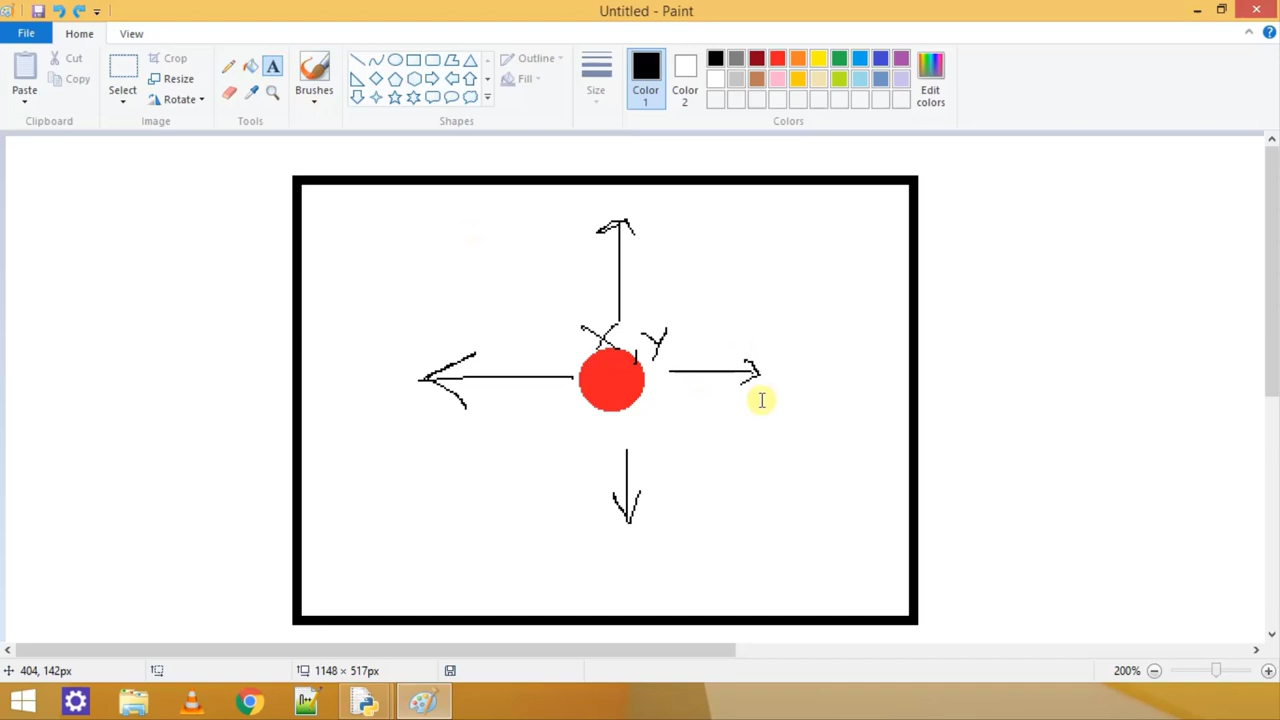 Untitled - Paint
File Home View
Cut
Copy
Paste
Clipboard
Select
Crop
Resize
Rotate
Image
A
Tools
Brushes
Shapes
Outline
Fill
Size
Color 1
Color 2
Edit colors
Colors
X, Y
404, 142px
1148 × 517px
200%